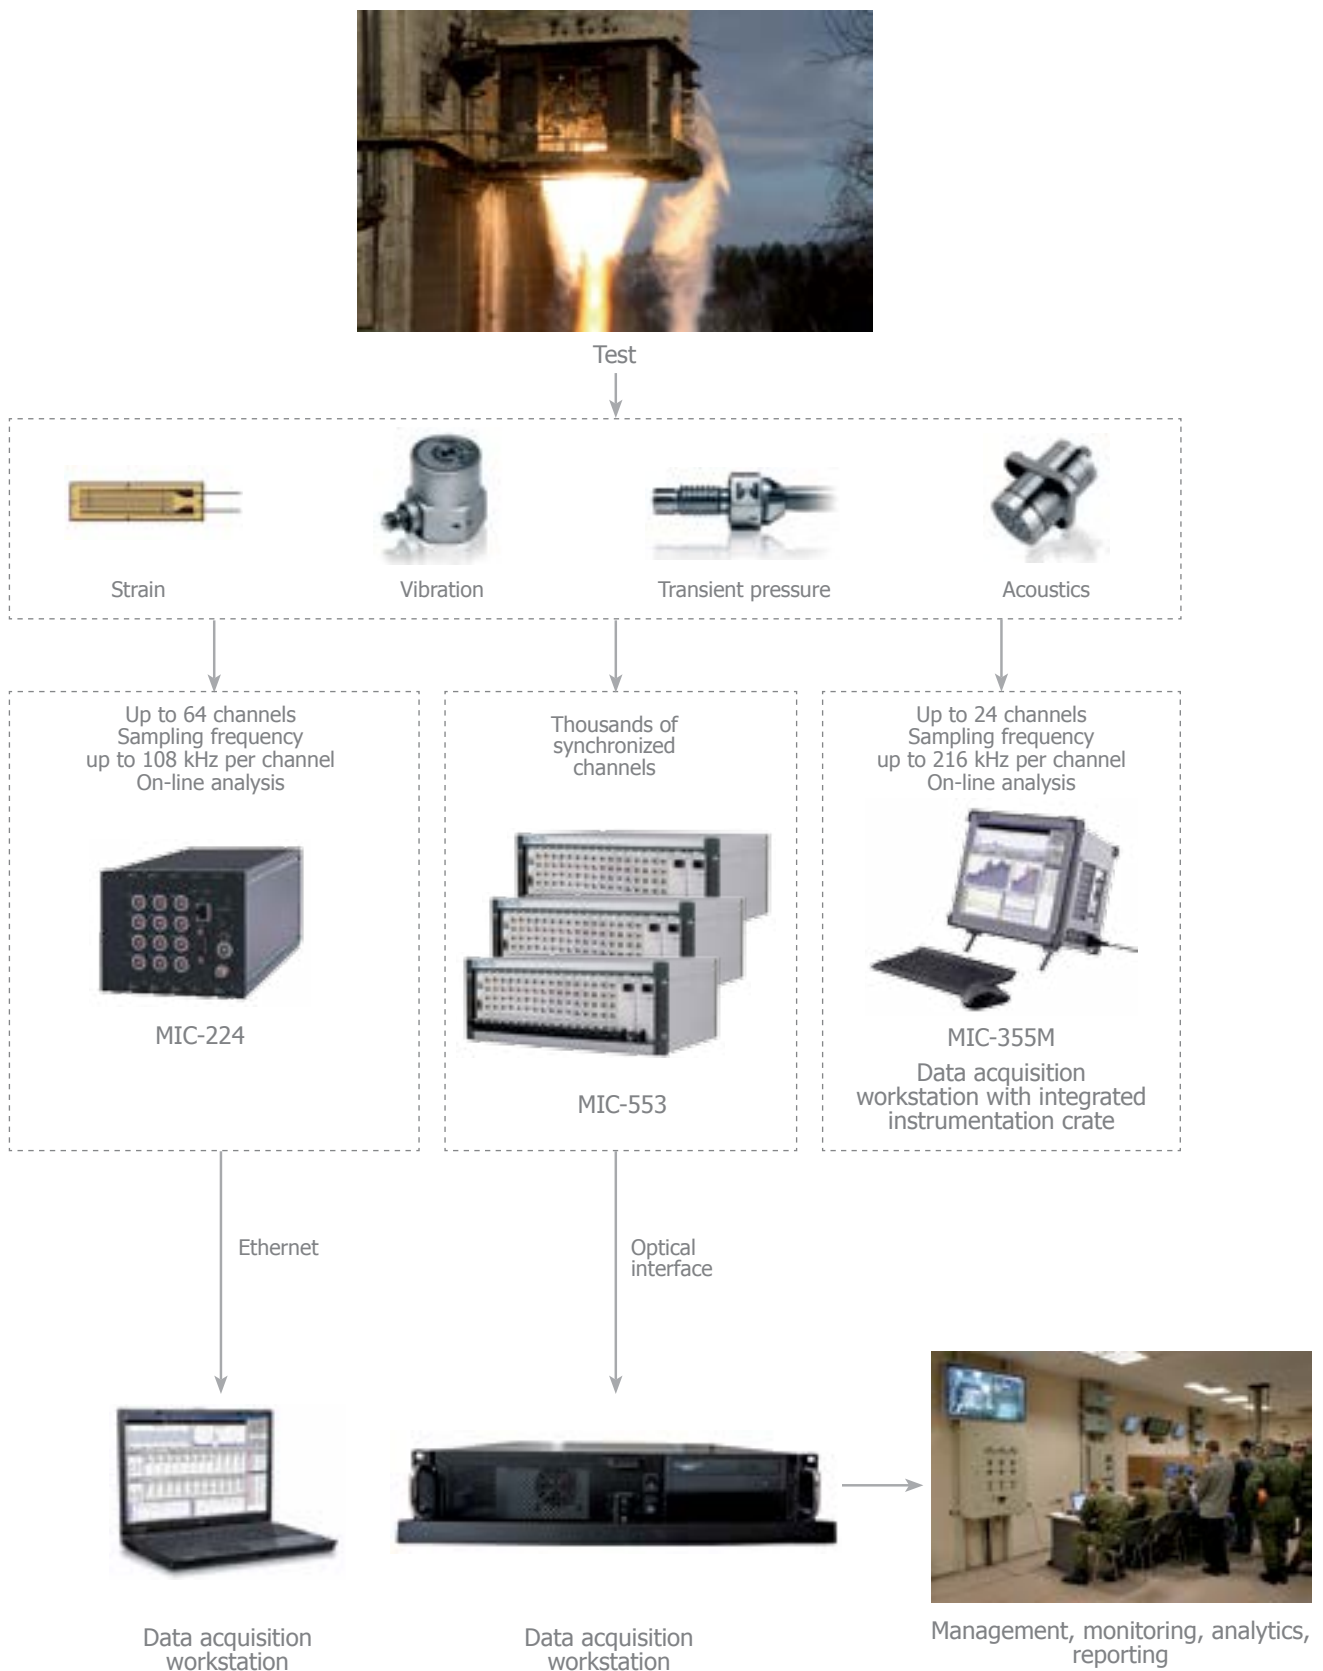 Test
Strain
Vibration
Transient pressure
Acoustics
Up to 64 channels
Sampling frequency
up to 108 kHz per channel
On-line analysis
MIC-224
Thousands of
synchronized
channels
MIC-553
Up to 24 channels
Sampling frequency
up to 216 kHz per channel
On-line analysis
MIC-355M
Data acquisition
workstation with integrated
instrumentation crate
Ethernet
Optical
interface
Data acquisition
workstation
Data acquisition
workstation
Management, monitoring, analytics,
reporting